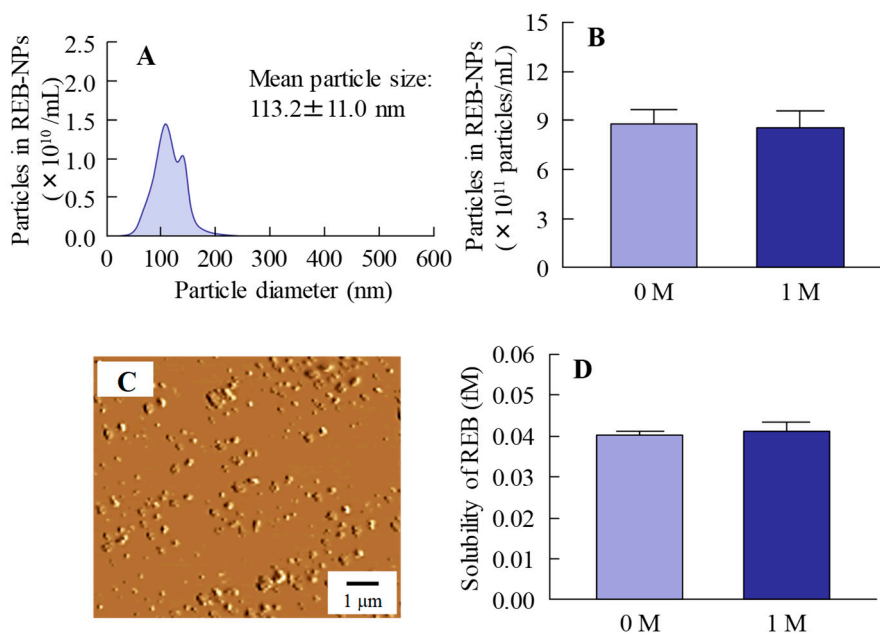 A
Particles in REB-NPs
(×10¹⁰ /mL)
2.5
2.0
1.5
1.0
0.5
0.0
Mean particle size:
113.2±11.0 nm
0 100 200 300 400 500 600
Particle diameter (nm)
B
Particles in REB-NPs
(×10¹¹ particles/mL)
15
12
9
6
3
0
0 M 1 M
C
1 μm
D
Solubility of REB (fM)
0.06
0.05
0.04
0.03
0.02
0.01
0.00
0 M 1 M